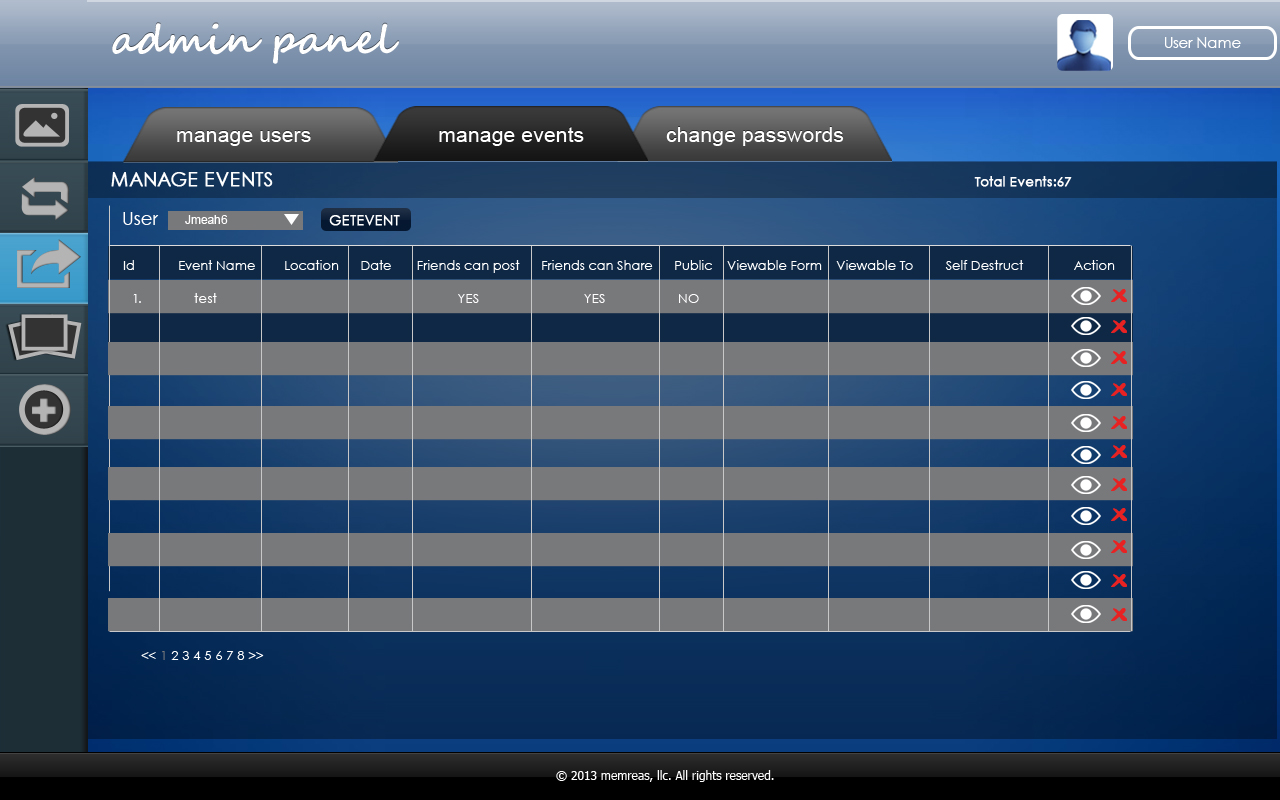 admin panel
User Name
manage users manage events change passwords
MANAGE EVENTS Total Events:67
User Jmeah6 GETEVENT
Id Event Name Location Date Friends can post Friends can Share Public Viewable Form Viewable To Self Destruct Action
1. test YES YES NO
<< 1 2 3 4 5 6 7 8 >>
© 2013 memreas, llc. All rights reserved.